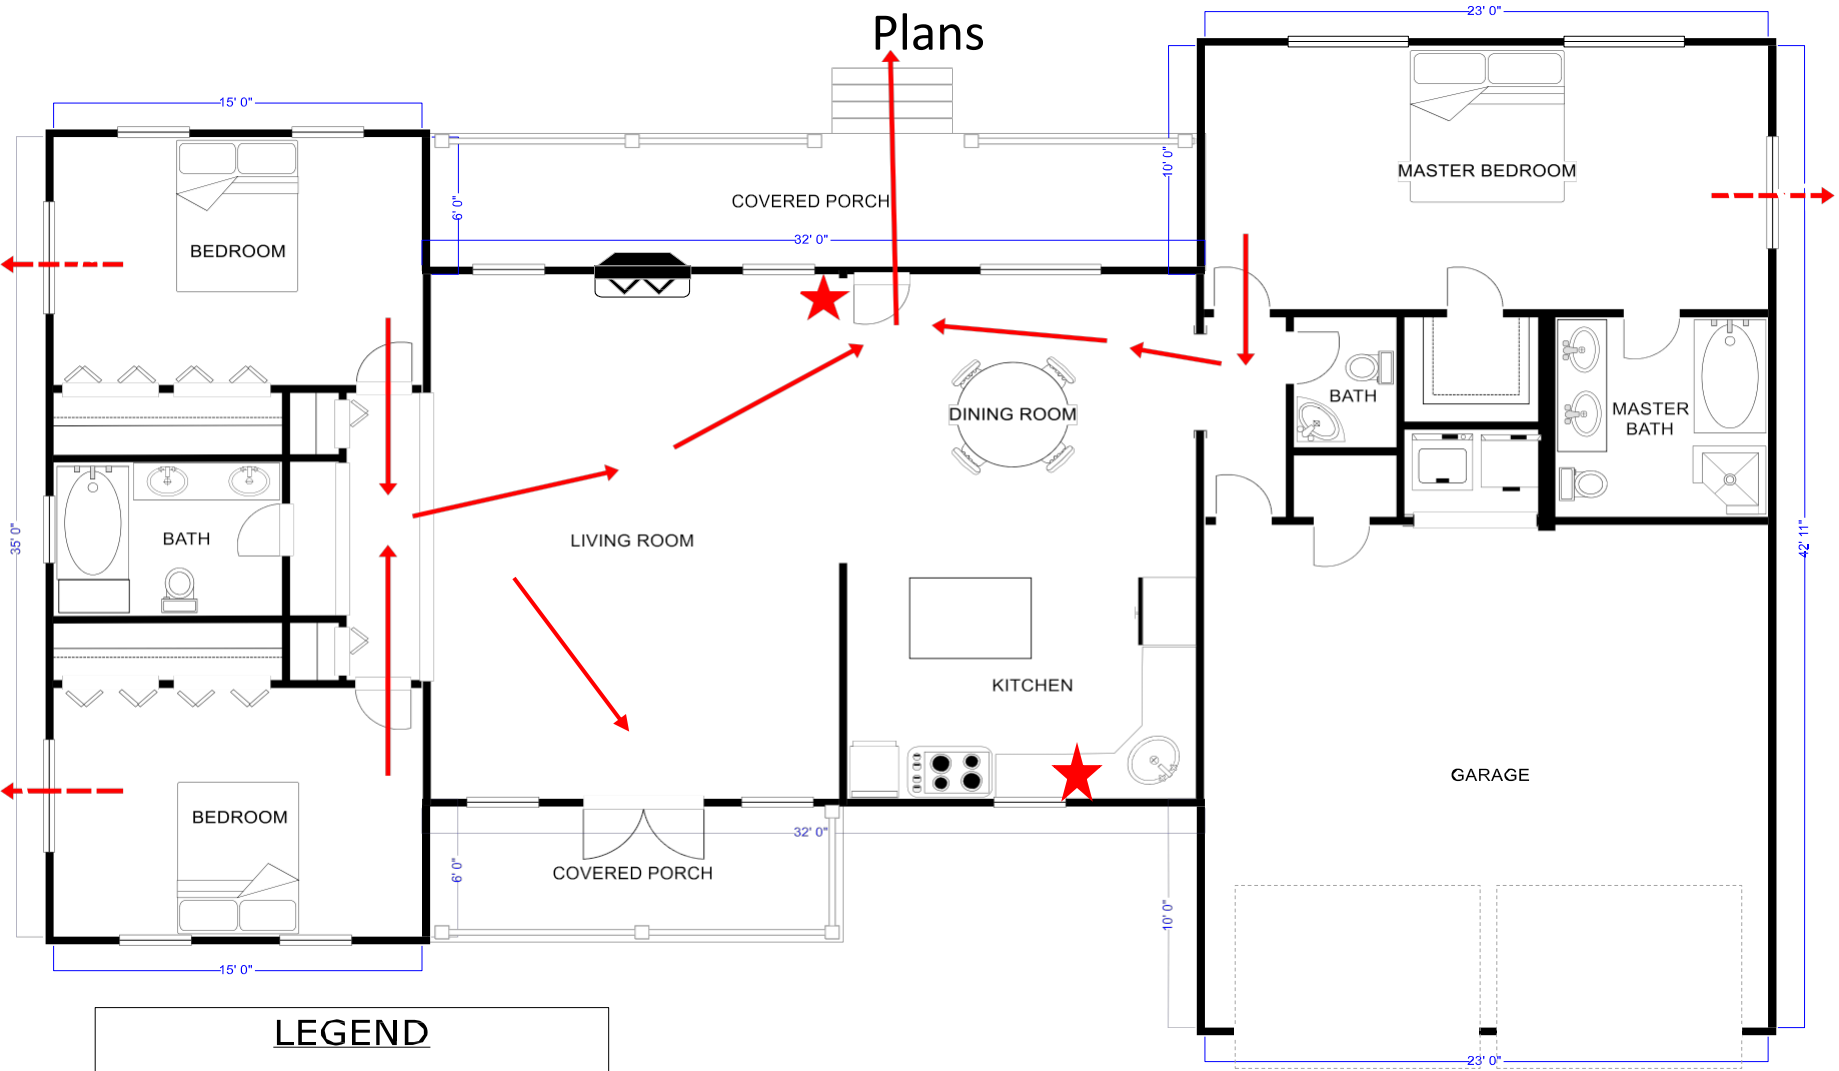 Plans
23' 0"
15' 0"
10' 0"
MASTER BEDROOM
COVERED PORCH
6' 0"
32' 0"
BEDROOM
DINING ROOM
BATH
MASTER
BATH
BATH
LIVING ROOM
35' 0"
42' 11"
KITCHEN
GARAGE
BEDROOM
32' 0"
COVERED PORCH
6' 0"
10' 0"
15' 0"
LEGEND
23' 0"